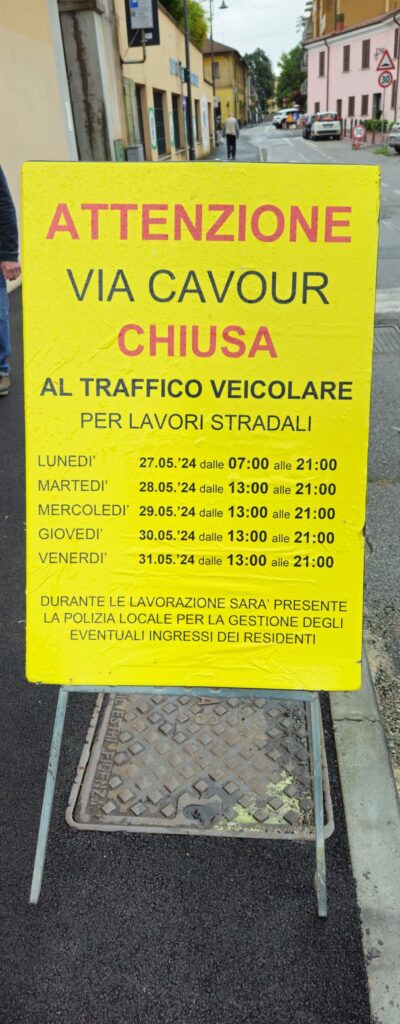 ATTENZIONE
VIA CAVOUR
CHIUSA
AL TRAFFICO VEICOLARE
PER LAVORI STRADALI
LUNEDI' 27.05.'24 dalle 07:00 alle 21:00
MARTEDI' 28.05.'24 dalle 13:00 alle 21:00
MERCOLEDI' 29.05.'24 dalle 13:00 alle 21:00
GIOVEDI' 30.05.'24 dalle 13:00 alle 21:00
VENERDI' 31.05.'24 dalle 13:00 alle 21:00
DURANTE LE LAVORAZIONE SARA' PRESENTE
LA POLIZIA LOCALE PER LA GESTIONE DEGLI
EVENTUALI INGRESSI DEI RESIDENTI
30
30